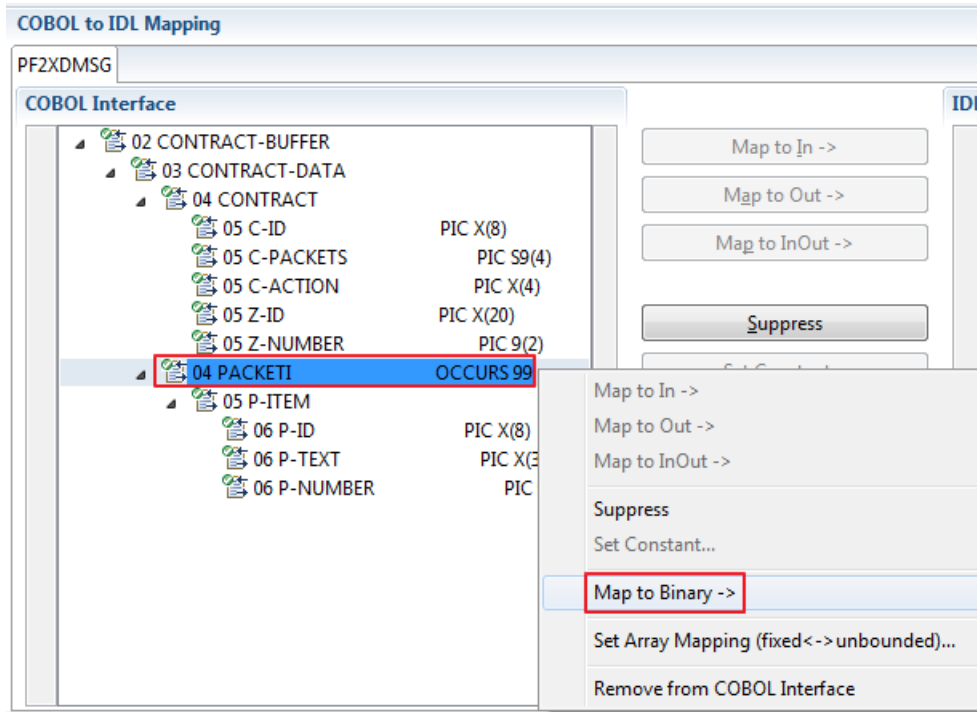 COBOL to IDL Mapping
PF2XDMSG
COBOL Interface
02 CONTRACT-BUFFER
03 CONTRACT-DATA
04 CONTRACT
05 C-ID PIC X(8)
05 C-PACKETS PIC S9(4)
05 C-ACTION PIC X(4)
05 Z-ID PIC X(20)
05 Z-NUMBER PIC 9(2)
04 PACKETI OCCURS 99
05 P-ITEM
06 P-ID PIC X(8)
06 P-TEXT PIC X(3
06 P-NUMBER PIC
Map to In ->
Map to Out ->
Map to InOut ->
Suppress
Map to In ->
Map to Out ->
Map to InOut ->
Suppress
Set Constant...
Map to Binary ->
Set Array Mapping (fixed<->unbounded)...
Remove from COBOL Interface